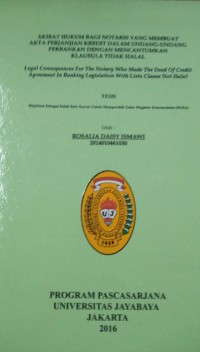 AKIBAT HUKUM BAGI NOTARIS YANG MEMBUAT
AKTA PERJANJIAN KREDIT DALAM UNDANG-UNDANG
PERBANKAN DENGAN MENCANTUMKAN
KLAUSULA TIDAK HALAL
Legal Consequences For The Notary Who Made The Deed Of Credit
Agreement In Banking Legislation With Lists Clause Not Halal
TESIS
Oleh :
ROSALIA DAISY ISMAWI
PROGRAM PASCASARJANA
UNIVERSITAS JAYABAYA
JAKARTA
2016